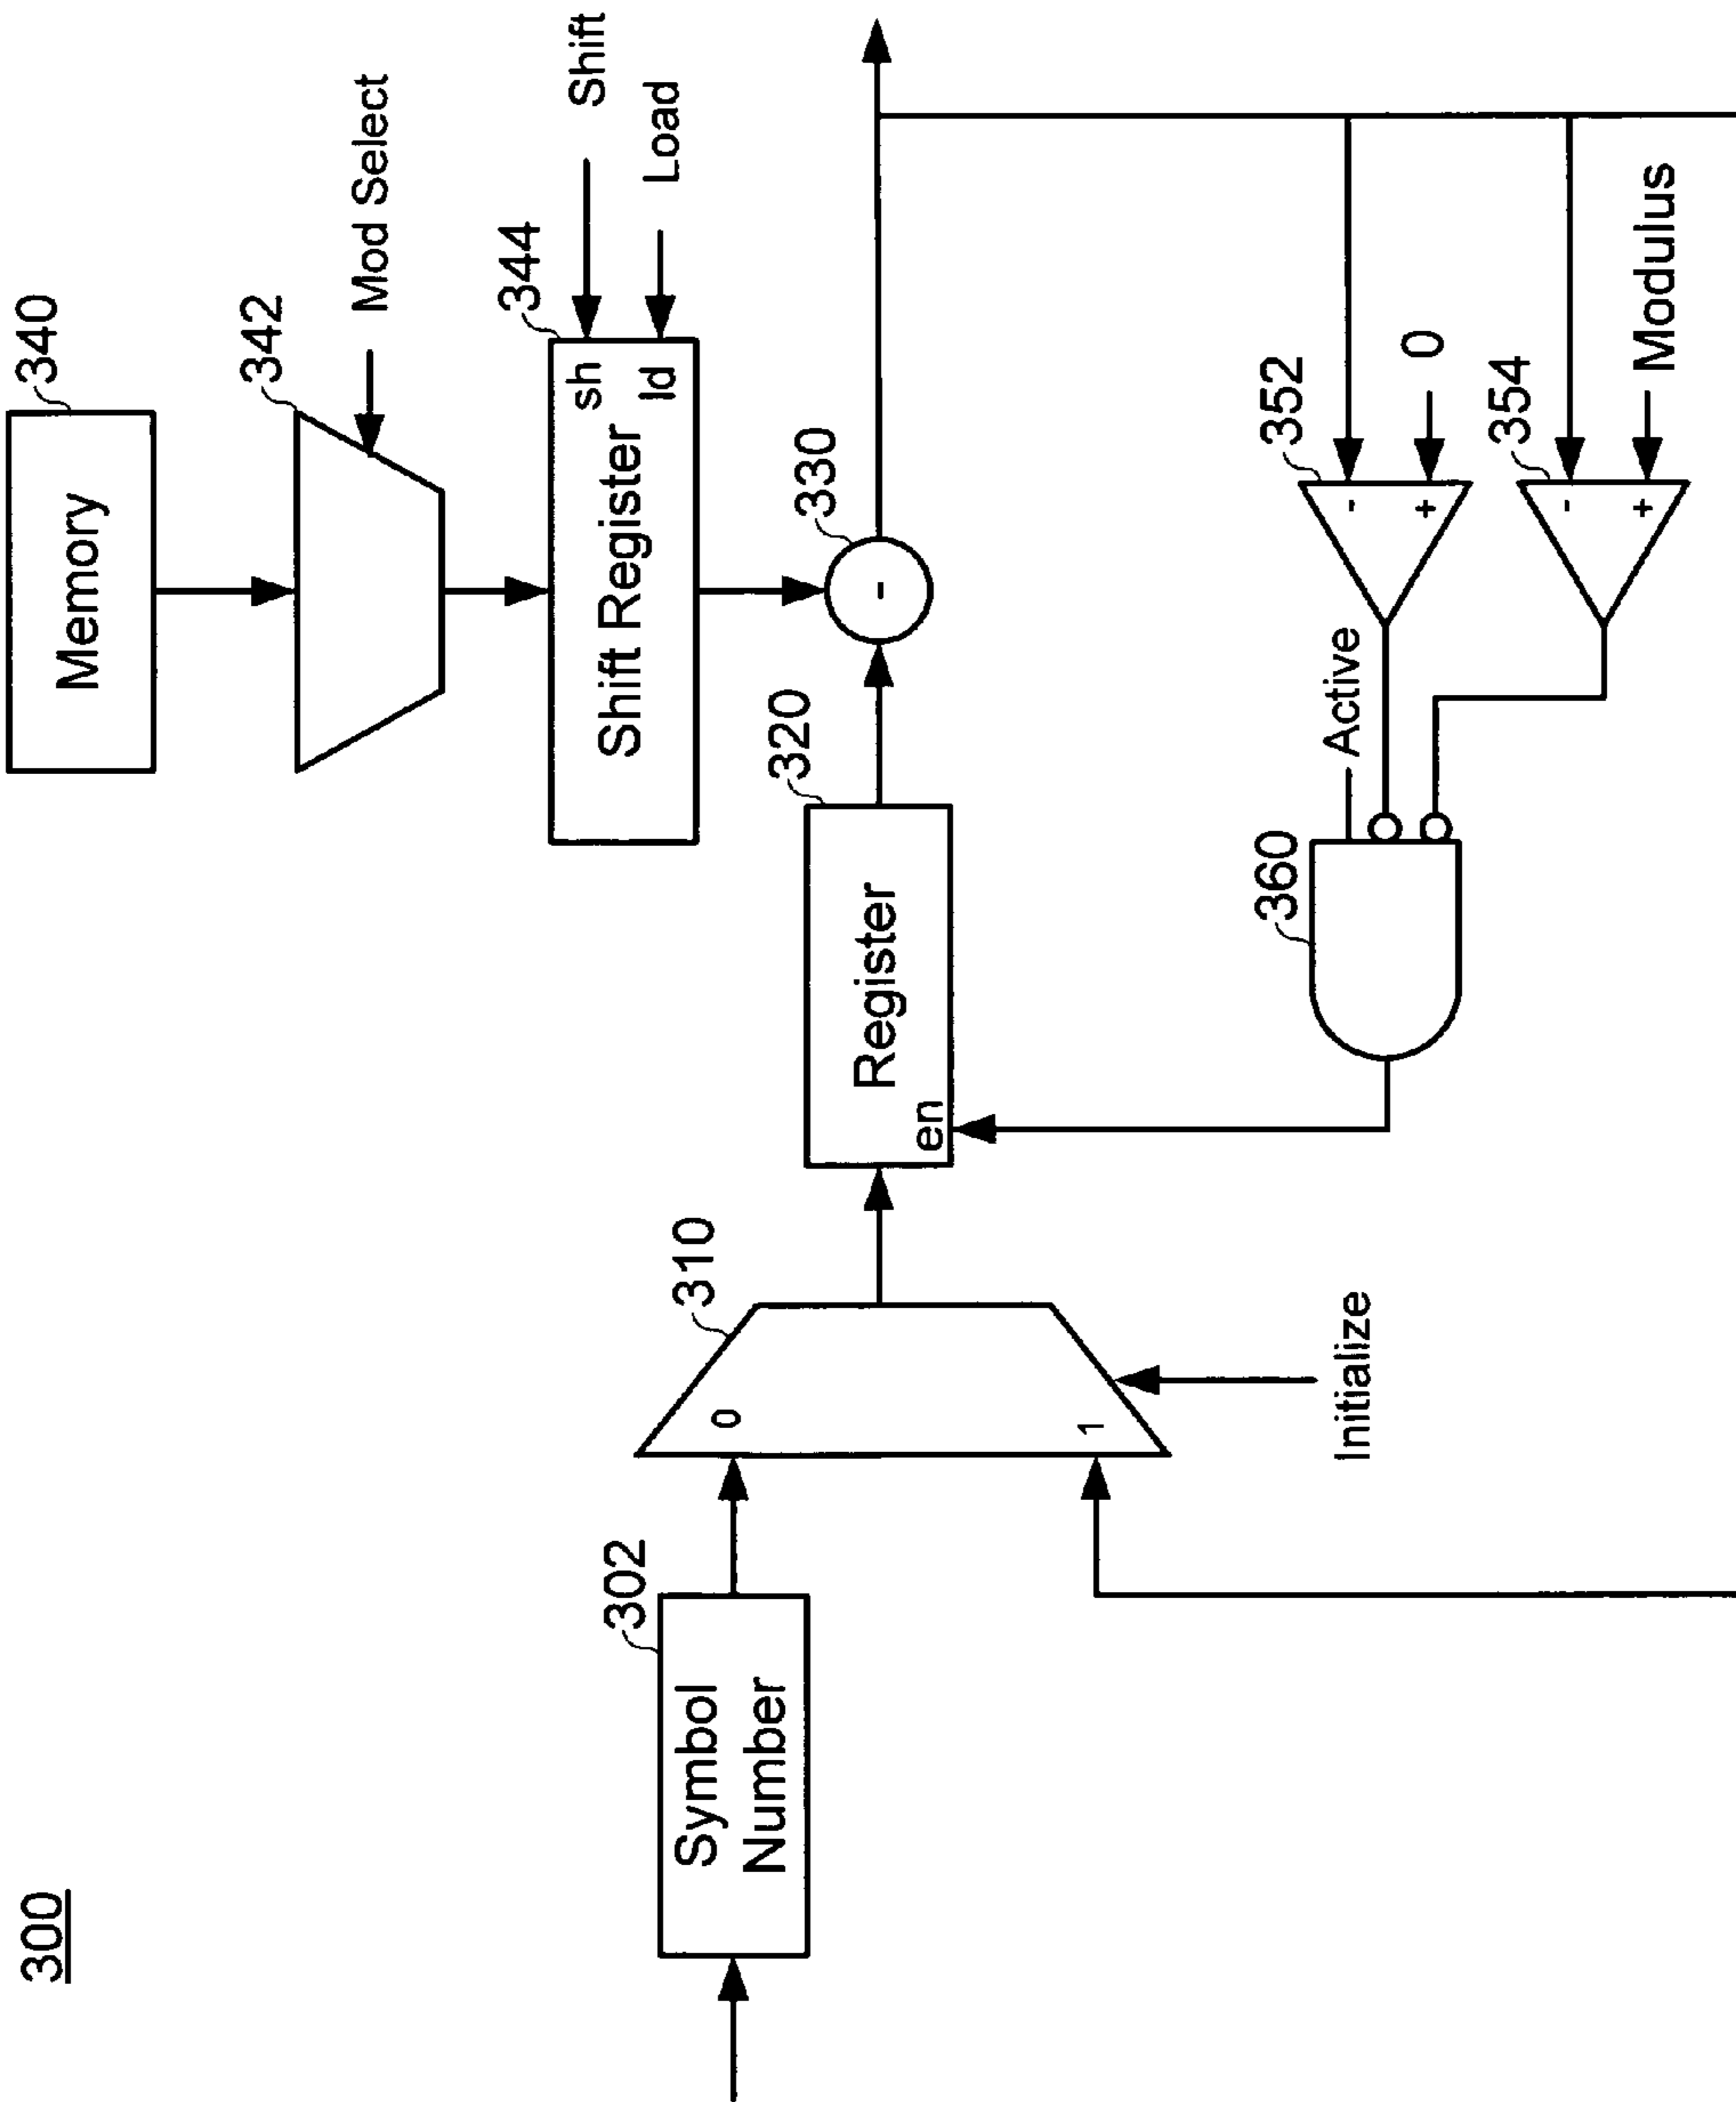 300
340
Memory
342
Mod Select
344
Shift Register
sh
ld
Shift
Load
302
Symbol
Number
310
0
1
Initialize
320
Register
en
330
-
360
Active
352
-
+
0
354
-
+
Modulus